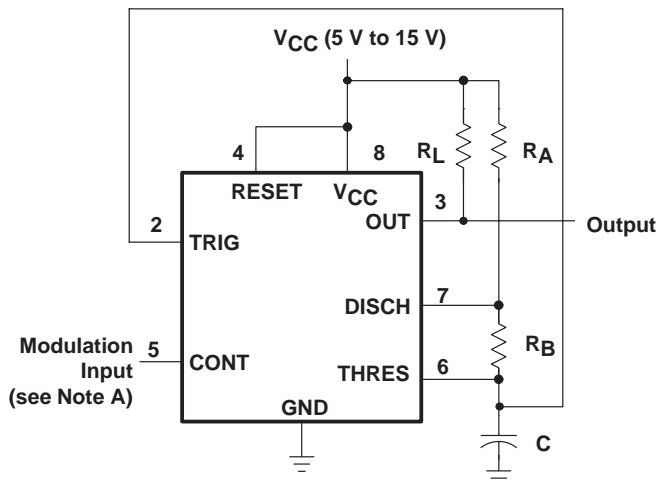 VCC (5 V to 15 V)
4
8
RL
RA
RESET
VCC
3
2
OUT
Output
TRIG
7
DISCH
Modulation
Input
(see Note A)
5
CONT
RB
6
THRES
GND
C